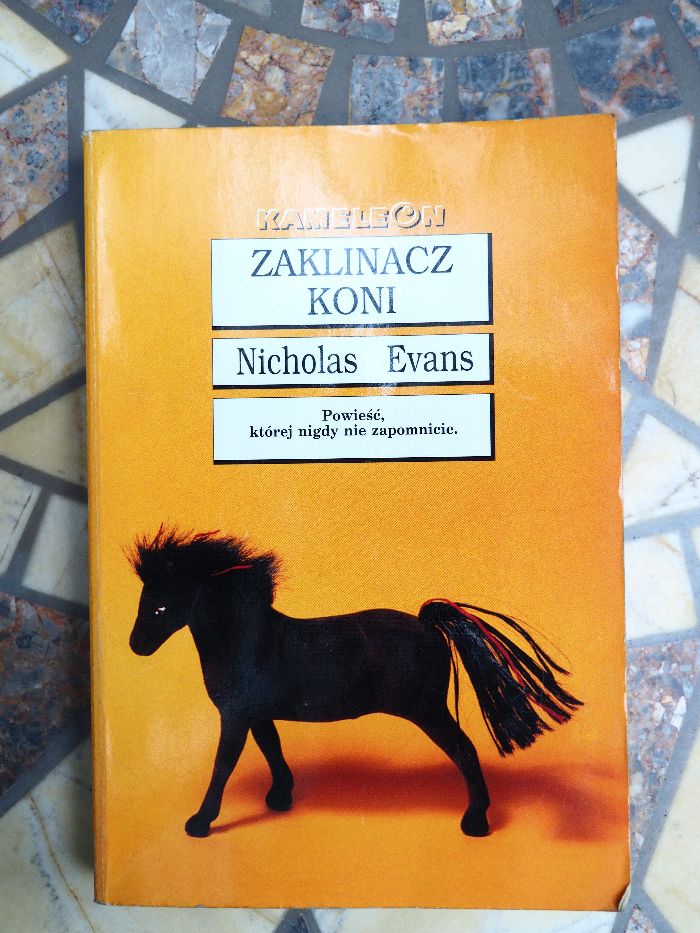 KAMELEON
ZAKLINACZ
KONI
Nicholas Evans
Powieść,
której nigdy nie zapomnicie.